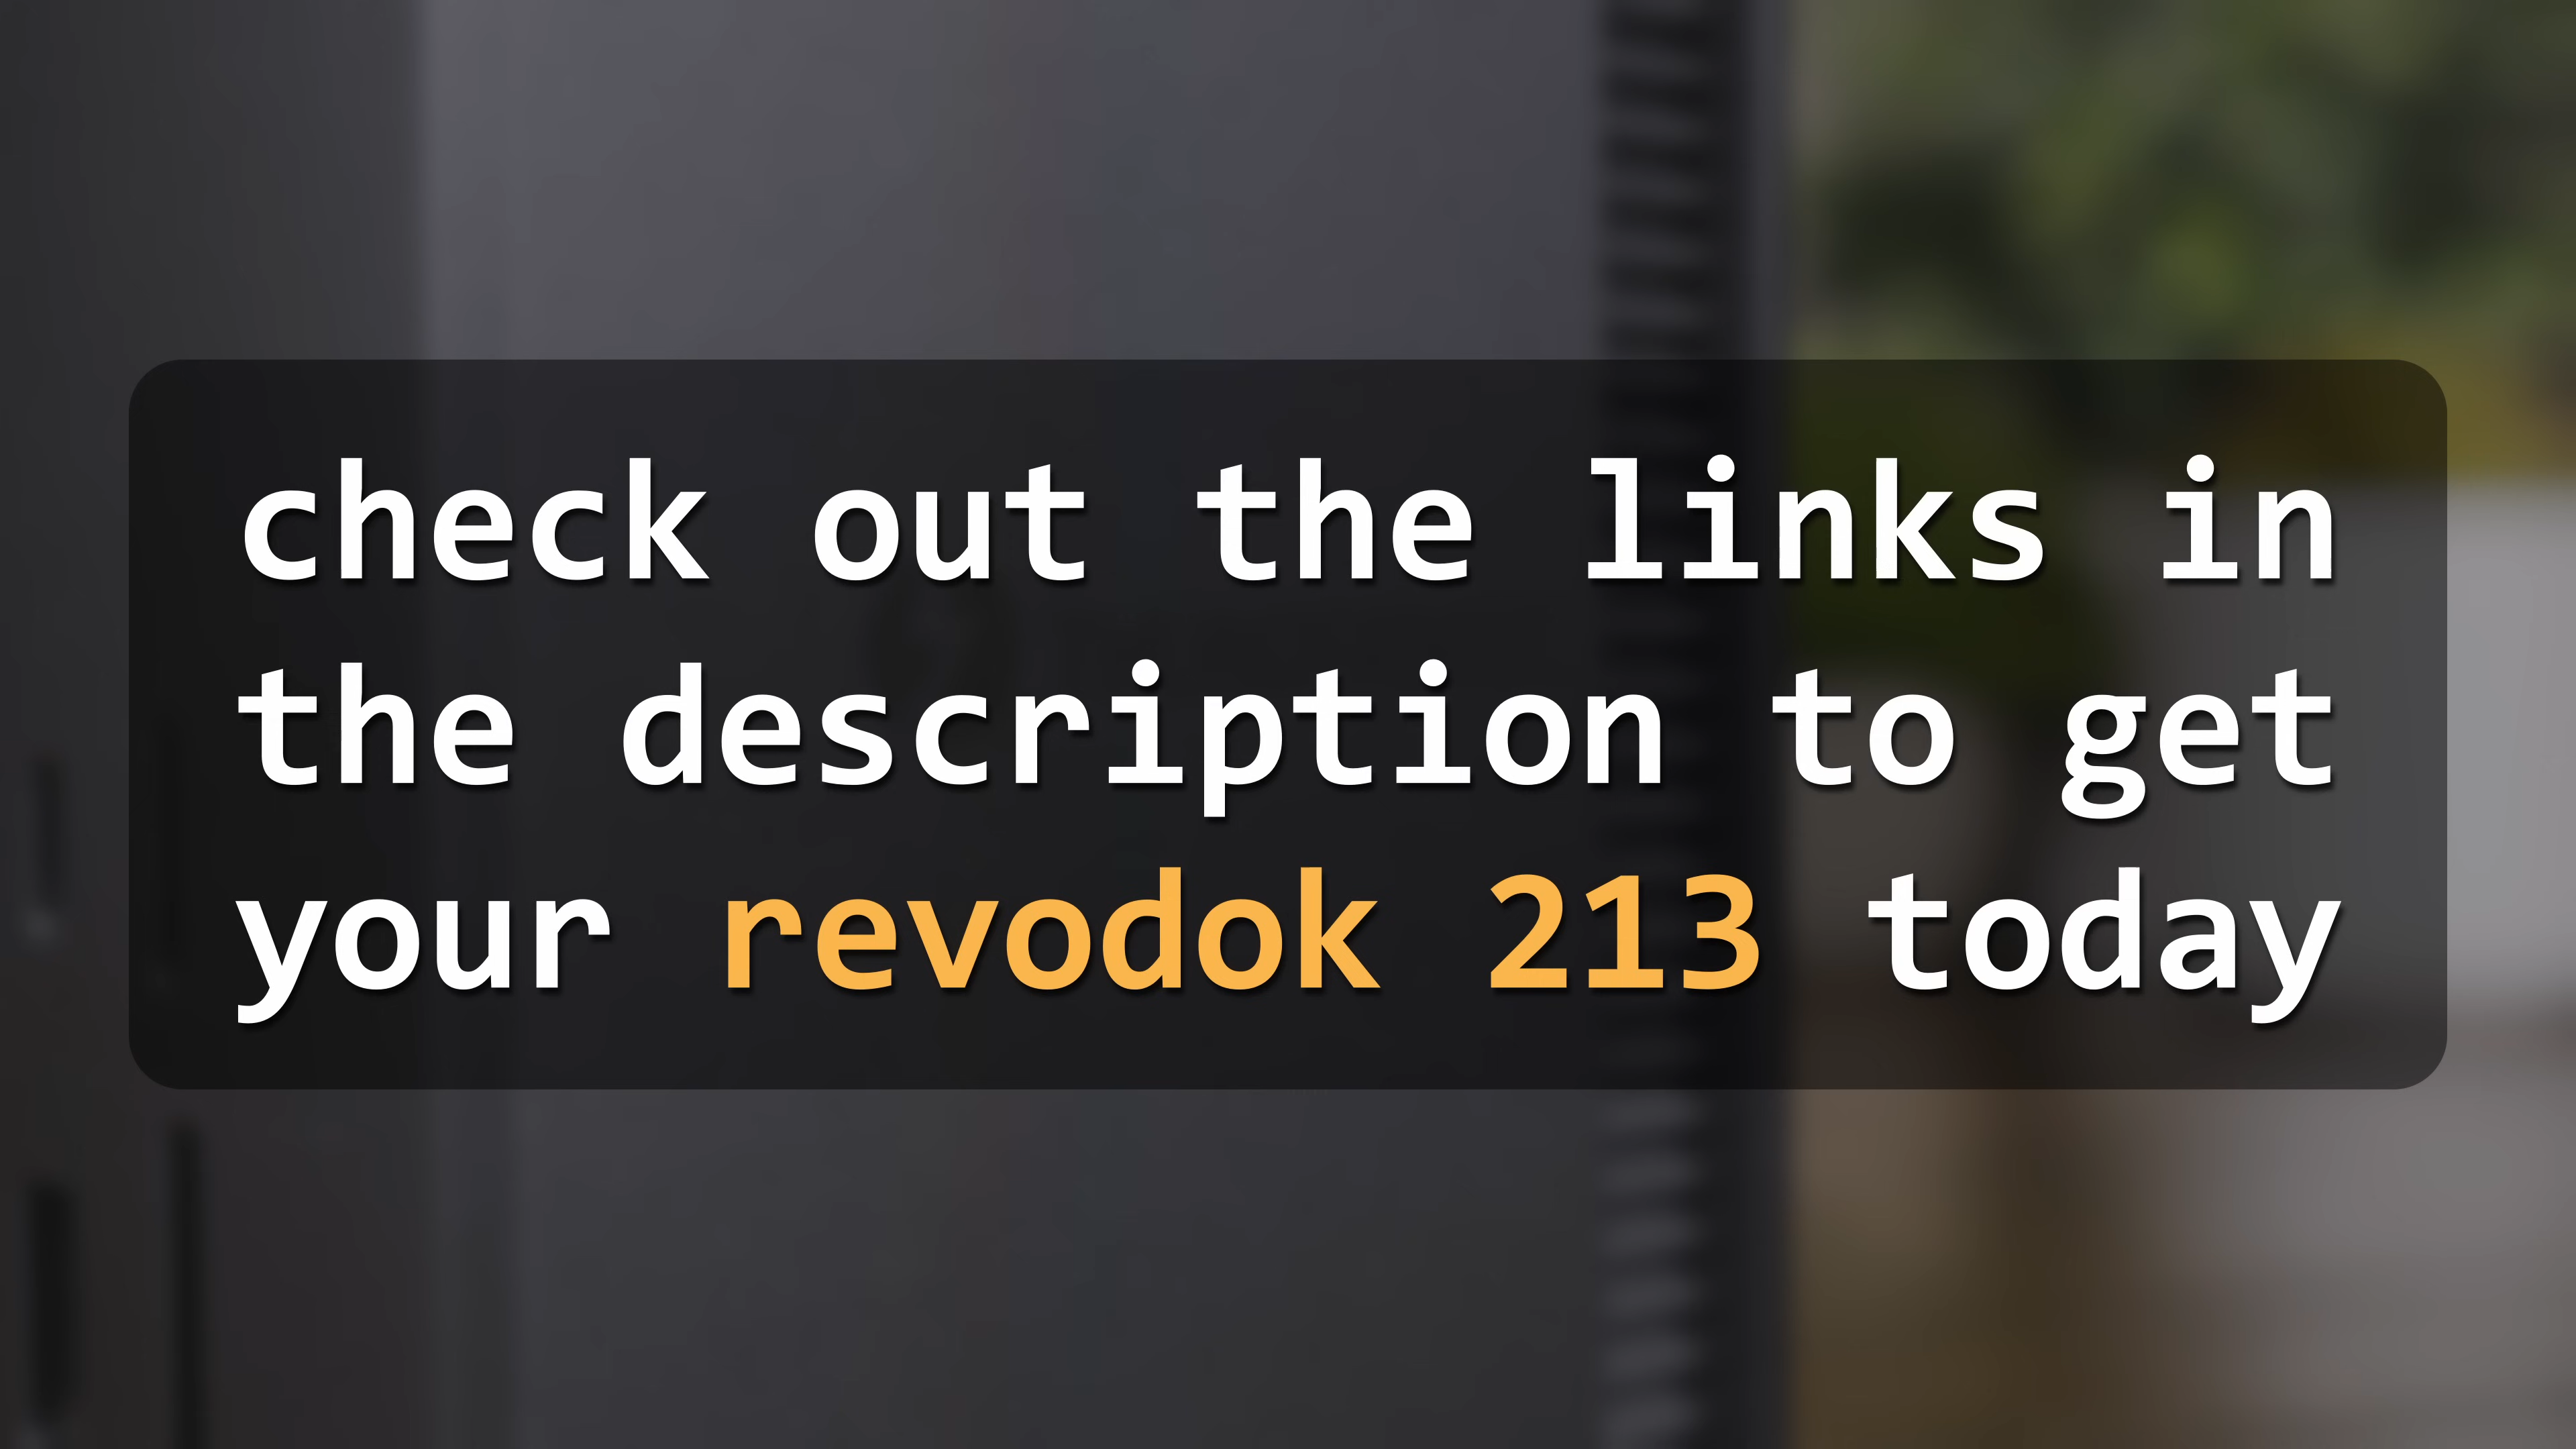 check out the links in
the description to get
your revodok 213 today